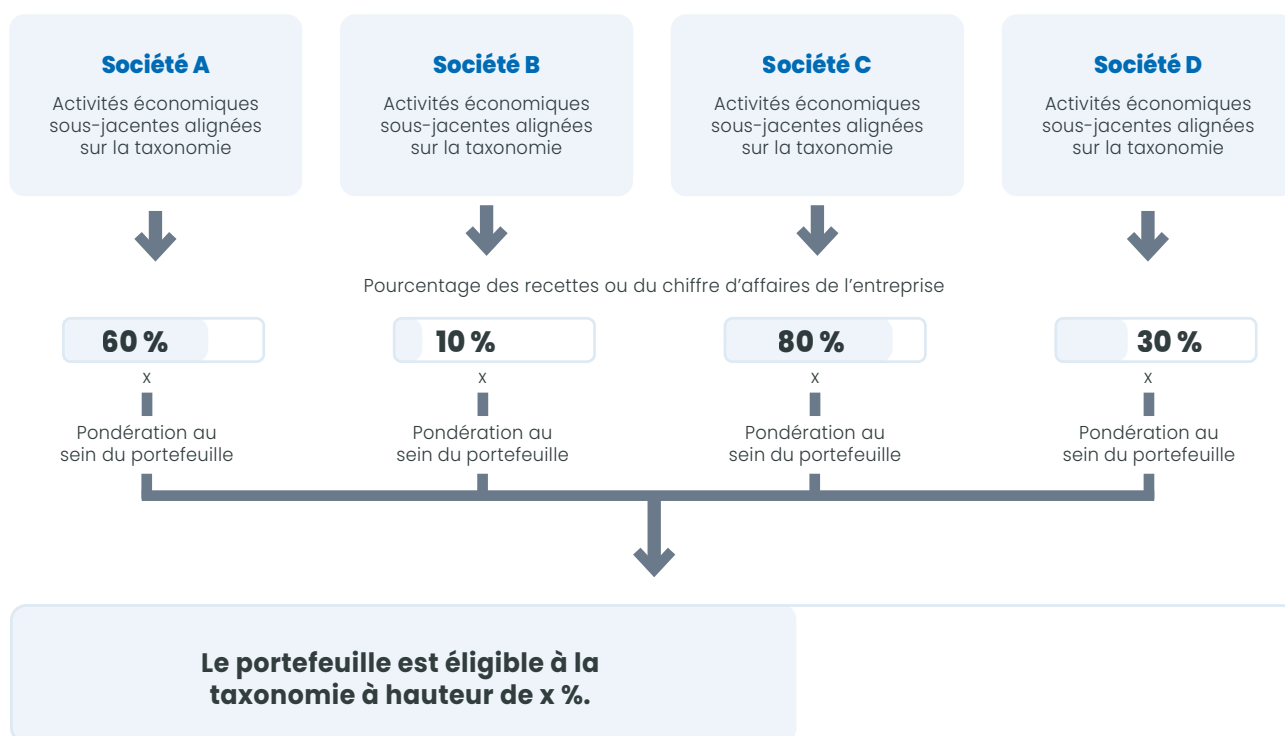 Société A
Activités économiques
sous-jacentes alignées
sur la taxonomie
Société B
Activités économiques
sous-jacentes alignées
sur la taxonomie
Société C
Activités économiques
sous-jacentes alignées
sur la taxonomie
Société D
Activités économiques
sous-jacentes alignées
sur la taxonomie
Pourcentage des recettes ou du chiffre d’affaires de l’entreprise
60 %
10 %
80 %
30 %
x
x
x
x
Pondération au
sein du portefeuille
Pondération au
sein du portefeuille
Pondération au
sein du portefeuille
Pondération au
sein du portefeuille
Le portefeuille est éligible à la
taxonomie à hauteur de x %.